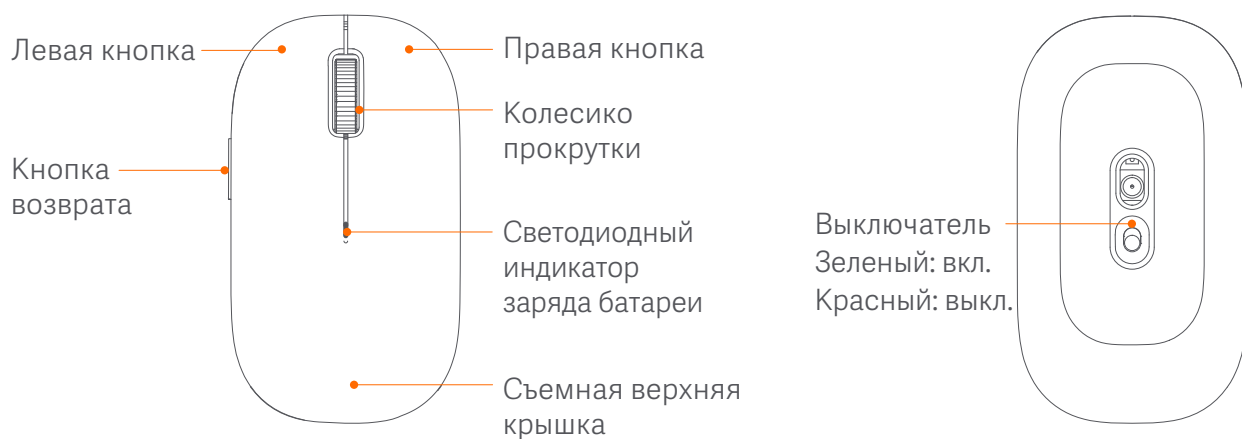 Левая кнопка
Кнопка
возврата
Правая кнопка
Колесико
прокрутки
Светодиодный
индикатор
заряда батареи
Съемная верхняя
крышка
Выключатель
Зеленый: вкл.
Красный: выкл.